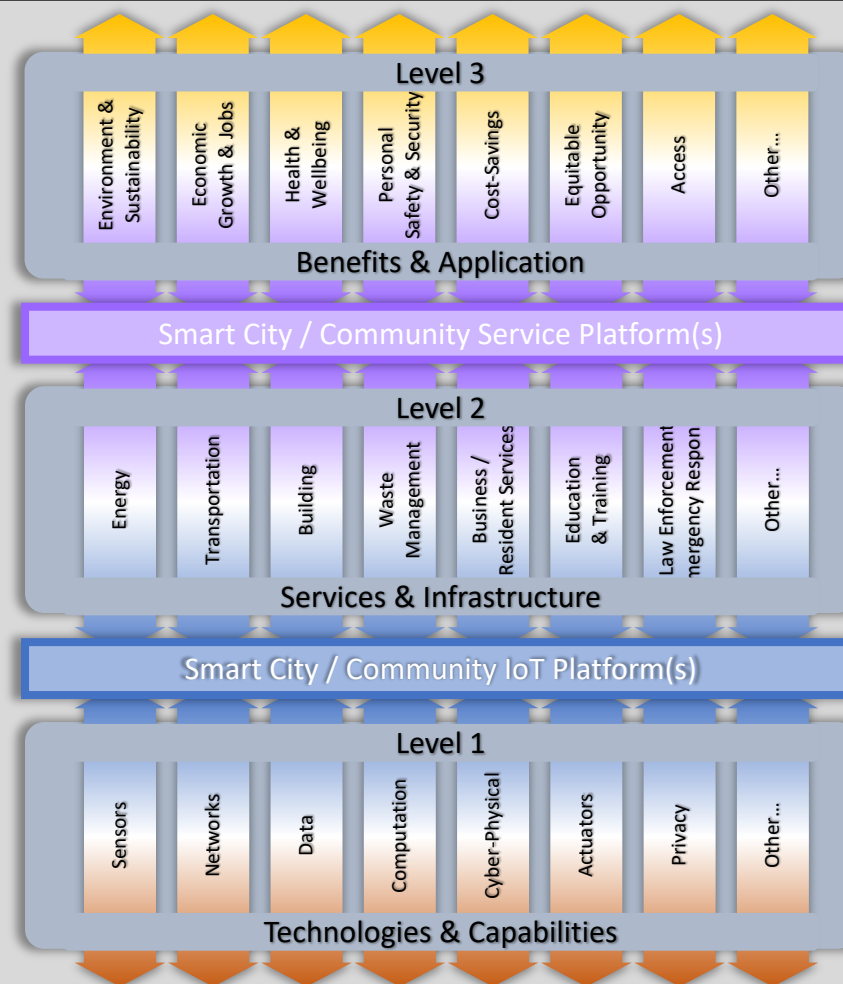 Level 3
Environment &
Sustainability
Economic
Growth & Jobs
Health &
Wellbeing
Personal
Safety & Security
Cost-Savings
Equitable
Opportunity
Access
Other...
Benefits & Application
Smart City / Community Service Platform(s)
Level 2
Energy
Transportation
Building
Waste
Management
Business /
Resident Services
Education
& Training
Law Enforcement
mergency Respon
Other...
Services & Infrastructure
Smart City / Community IoT Platform(s)
Level 1
Sensors
Networks
Data
Computation
Cyber-Physical
Actuators
Privacy
Other...
Technologies & Capabilities